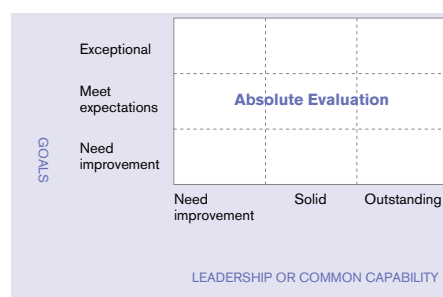 Exceptional
Meet
expectations
Absolute Evaluation
Need
improvement
GOALS
Need
improvement
Solid
Outstanding
LEADERSHIP OR COMMON CAPABILITY